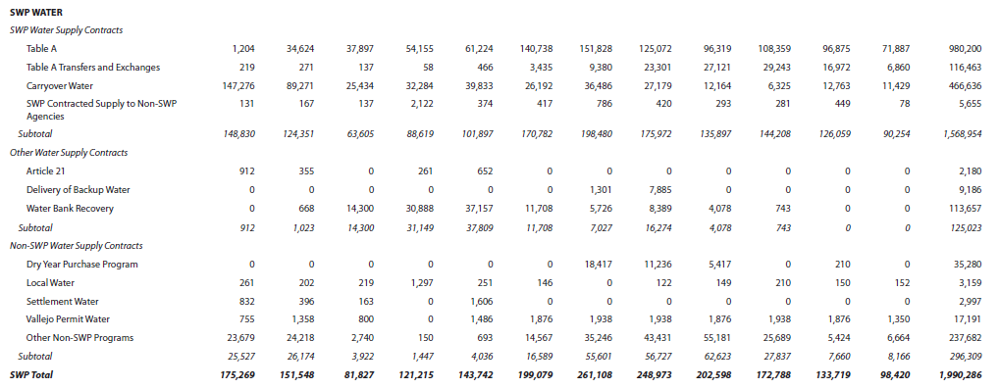 SWP WATER
SWP Water Supply Contracts
Table A 1,204 34,624 37,897 54,155 61,224 140,738 151,828 125,072 96,319 108,359 96,875 71,887 980,200
Table A Transfers and Exchanges 219 271 137 58 466 3,435 9,380 23,301 27,121 29,243 16,972 6,860 116,463
Carryover Water 147,276 89,271 25,434 32,284 39,833 26,192 36,486 27,179 12,164 6,325 12,763 11,429 466,636
SWP Contracted Supply to Non-SWP 131 167 137 2,122 374 417 786 420 293 281 449 78 5,655
Agencies
Subtotal 148,830 124,351 63,605 88,619 101,897 170,782 198,480 175,972 135,897 144,208 126,059 90,254 1,568,954
Other Water Supply Contracts
Article 21 912 355 0 261 652 0 0 0 0 0 0 0 2,180
Delivery of Backup Water 0 0 0 0 0 0 1,301 7,885 0 0 0 0 9,186
Water Bank Recovery 0 668 14,300 30,888 37,157 11,708 5,726 8,389 4,078 743 0 0 113,657
Subtotal 912 1,023 14,300 31,149 37,809 11,708 7,027 16,274 4,078 743 0 0 125,023
Non-SWP Water Supply Contracts
Dry Year Purchase Program 0 0 0 0 0 0 18,417 11,236 5,417 0 210 0 35,280
Local Water 261 202 219 1,297 251 146 0 122 149 210 150 152 3,159
Settlement Water 832 396 163 0 1,606 0 0 0 0 0 0 0 2,997
Vallejo Permit Water 755 1,358 800 0 1,486 1,876 1,938 1,938 1,876 1,938 1,876 1,350 17,191
Other Non-SWP Programs 23,679 24,218 2,740 150 693 14,567 35,246 43,431 55,181 25,689 5,424 6,664 237,682
Subtotal 25,527 26,174 3,922 1,447 4,036 16,589 55,601 56,727 62,623 27,837 7,660 8,166 296,309
SWP Total 175,269 151,548 81,827 121,215 143,742 199,079 261,108 248,973 202,598 172,788 133,719 98,420 1,990,286